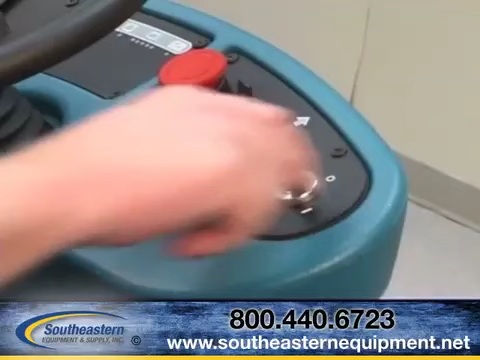 O
I
Southeastern
EQUIPMENT & SUPPLY, INC.
©
800.440.6723
www.southeasternequipment.net